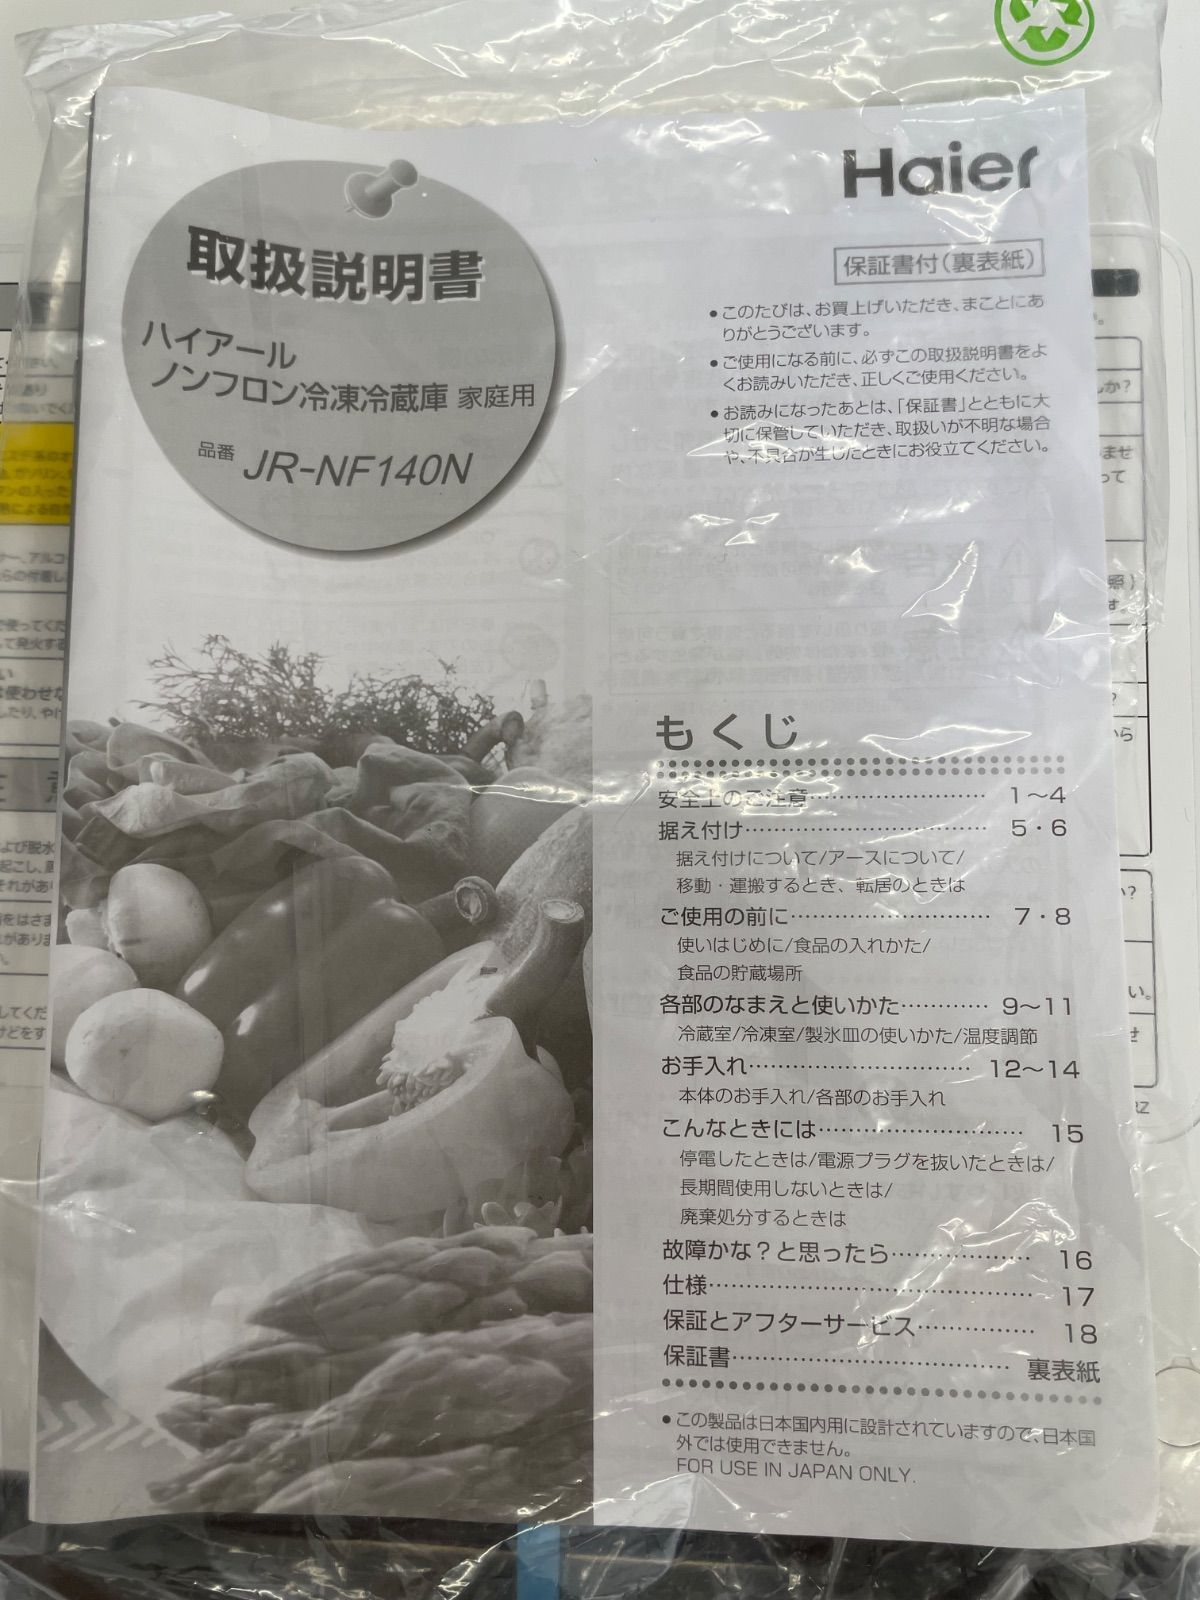 Haier
取扱説明書
ハイアール
ノンフロン冷凍冷蔵庫 家庭用
品番 JR-NF140N
保証書付(裏表紙)
●このたびは、お買上げいただき、まことにあ
りがとうございます。
●ご使用になる前に、必ずこの取扱説明書をよ
くお読みいただき、正しくご使用ください。
●お読みになったあとは、「保証書」とともに大
切に保管していただき、取扱いが不明な場合
や、不具合が生じたときにお役立てください。
もくじ
安全上のご注意……………………… 1〜4
据え付け……………………………… 5・6
据え付けについて/アースについて/
移動・運搬するとき、転居のときは
ご使用の前に………………………… 7・8
使いはじめに/食品の入れかた/
食品の貯蔵場所
各部のなまえと使いかた………… 9〜11
冷蔵室/冷凍室/製氷皿の使いかた/温度調節
お手入れ…………………………… 12〜14
本体のお手入れ/各部のお手入れ
こんなときには………………………… 15
停電したときは/電源プラグを抜いたときは/
長期間使用しないときは/
廃棄処分するときは
故障かな？と思ったら………………… 16
仕様……………………………………… 17
保証とアフターサービス……………… 18
保証書………………………………… 裏表紙
●この製品は日本国内用に設計されていますので、日本国
外では使用できません。
FOR USE IN JAPAN ONLY.